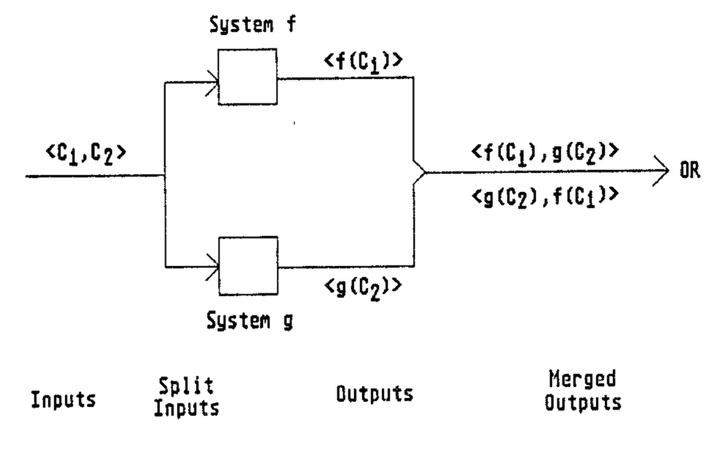 System f
<f(C1)>
<C1,C2>
<f(C1),g(C2)>
OR
<g(C2),f(C1)>
<g(C2)>
System g
Inputs
Split
Inputs
Outputs
Merged
Outputs